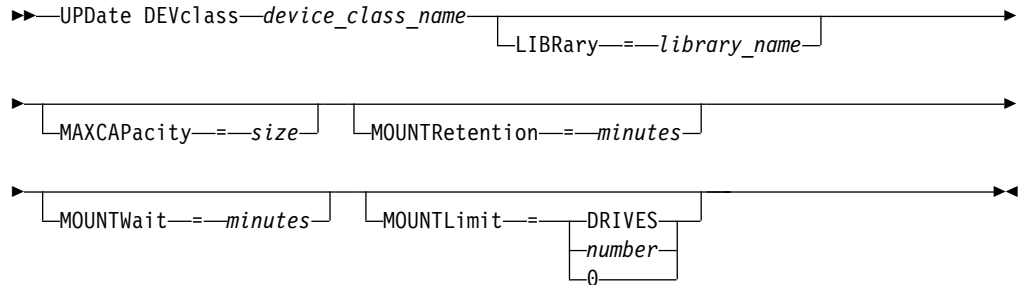 ►►—UPDate DEVclass—device_class_name—►
LIBRary—=—library_name
►—►
MAXCAPacity—=—size MOUNTRetention—=—minutes
►—►◄
MOUNTWait—=—minutes MOUNTLimit—=—DRIVES
number
0